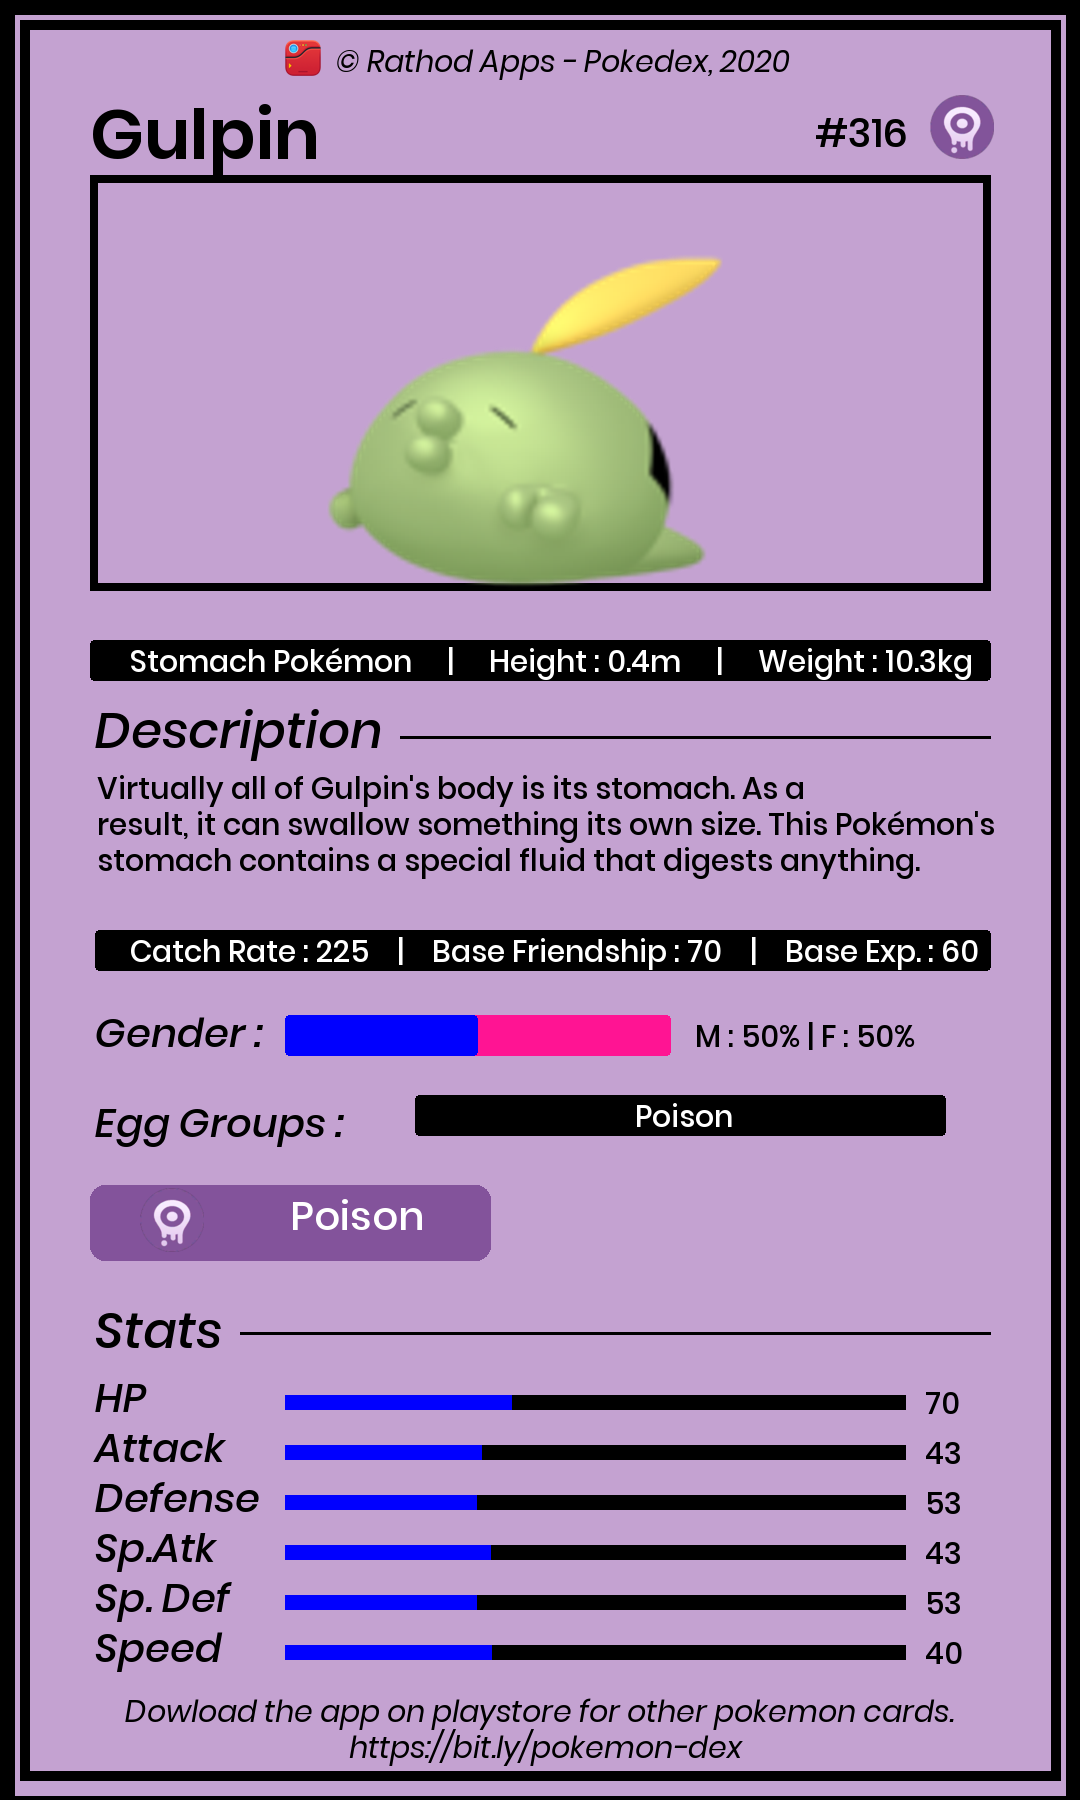 © Rathod Apps - Pokedex, 2020
Gulpin
#316
Stomach Pokémon | Height : 0.4m | Weight : 10.3kg
Description
Virtually all of Gulpin's body is its stomach. As a
result, it can swallow something its own size. This Pokémon's
stomach contains a special fluid that digests anything.
Catch Rate : 225 | Base Friendship : 70 | Base Exp. : 60
Gender : M : 50% | F : 50%
Egg Groups : Poison
Poison
Stats
HP 70
Attack 43
Defense 53
Sp.Atk 43
Sp. Def 53
Speed 40
Dowload the app on playstore for other pokemon cards.
https://bit.ly/pokemon-dex